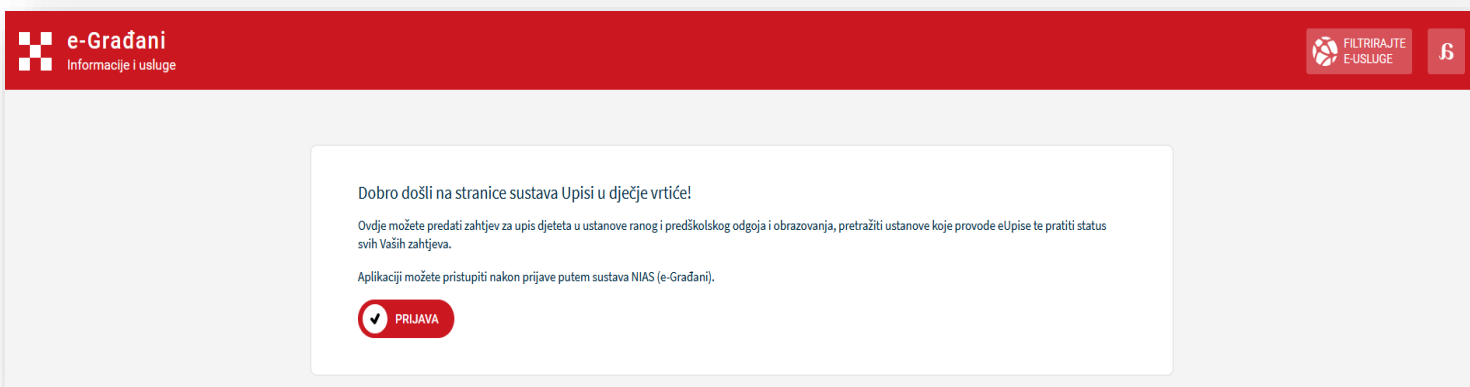 e-Građani
Informacije i usluge
FILTRIRAJTE
E-USLUGE
Dobro došli na stranice sustava Upisi u dječje vrtiće!
Ovdje možete predati zahtjev za upis djeteta u ustanove ranog i predškolskog odgoja i obrazovanja, pretražiti ustanove koje provode eUpise te pratiti status
svih Vaših zahtjeva.
Aplikaciji možete pristupiti nakon prijave putem sustava NIAS (e-Građani).
PRIJAVA